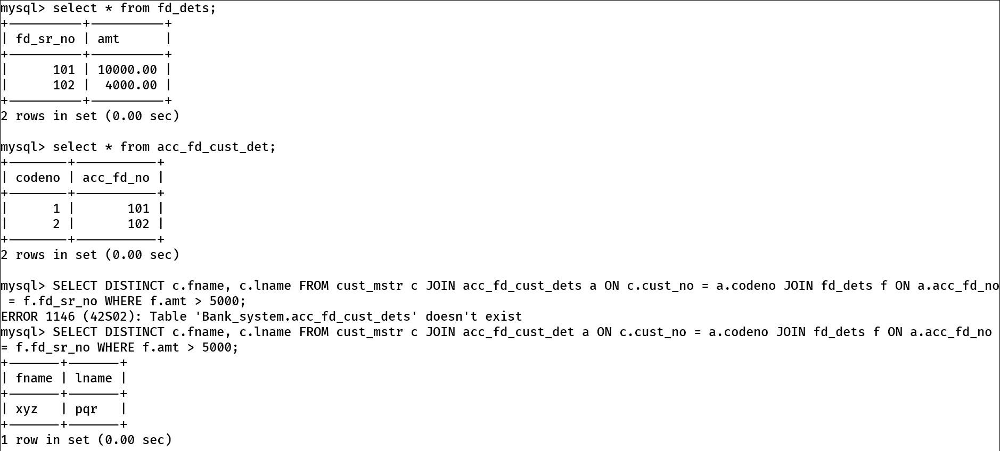 mysql> select * from fd_dets;
+----------+----------+
| fd_sr_no | amt      |
+----------+----------+
|      101 | 10000.00 |
|      102 |  4000.00 |
+----------+----------+
2 rows in set (0.00 sec)

mysql> select * from acc_fd_cust_det;
+--------+-----------+
| codeno | acc_fd_no |
+--------+-----------+
|      1 |       101 |
|      2 |       102 |
+--------+-----------+
2 rows in set (0.00 sec)

mysql> SELECT DISTINCT c.fname, c.lname FROM cust_mstr c JOIN acc_fd_cust_dets a ON c.cust_no = a.codeno JOIN fd_dets f ON a.acc_fd_no
 = f.fd_sr_no WHERE f.amt > 5000;
ERROR 1146 (42S02): Table 'Bank_system.acc_fd_cust_dets' doesn't exist
mysql> SELECT DISTINCT c.fname, c.lname FROM cust_mstr c JOIN acc_fd_cust_det a ON c.cust_no = a.codeno JOIN fd_dets f ON a.acc_fd_no
= f.fd_sr_no WHERE f.amt > 5000;
+-------+-------+
| fname | lname |
+-------+-------+
| xyz   | pqr   |
+-------+-------+
1 row in set (0.00 sec)